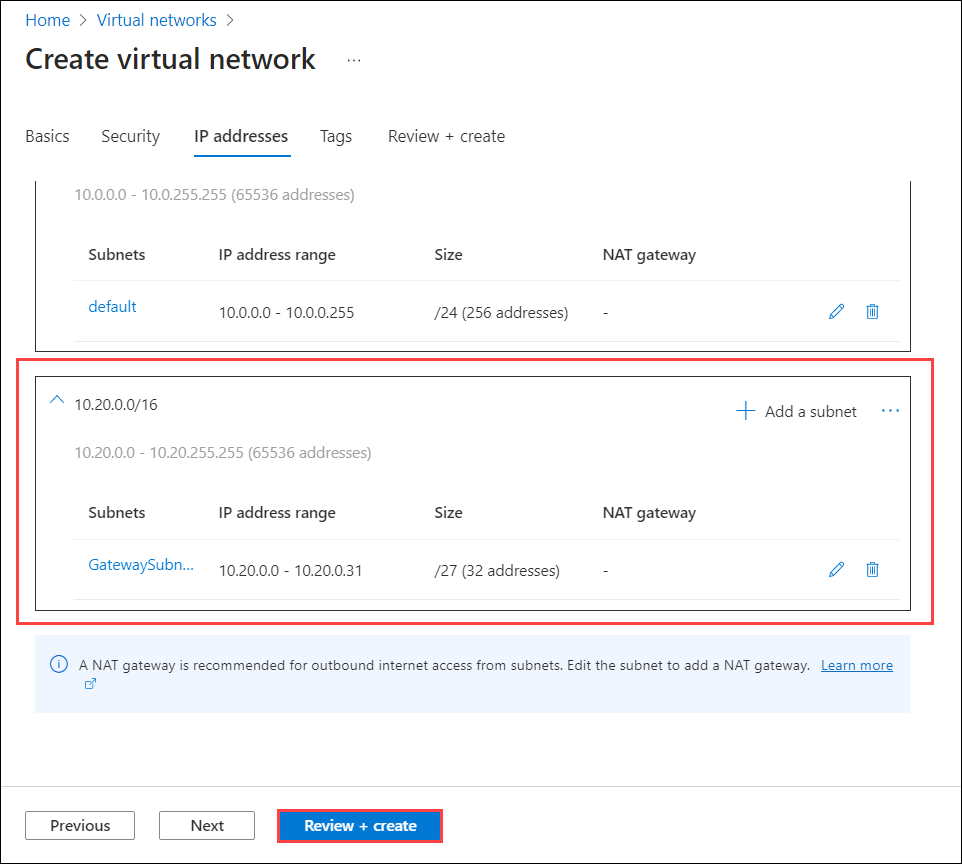 Home > Virtual networks >
Create virtual network ...
Basics Security IP addresses Tags Review + create
10.0.0.0 - 10.0.255.255 (65536 addresses)
Subnets IP address range Size NAT gateway
default 10.0.0.0 - 10.0.0.255 /24 (256 addresses) -
10.20.0.0/16 + Add a subnet ...
10.20.0.0 - 10.20.255.255 (65536 addresses)
Subnets IP address range Size NAT gateway
GatewaySubn... 10.20.0.0 - 10.20.0.31 /27 (32 addresses) -
A NAT gateway is recommended for outbound internet access from subnets. Edit the subnet to add a NAT gateway. Learn more
Previous Next Review + create